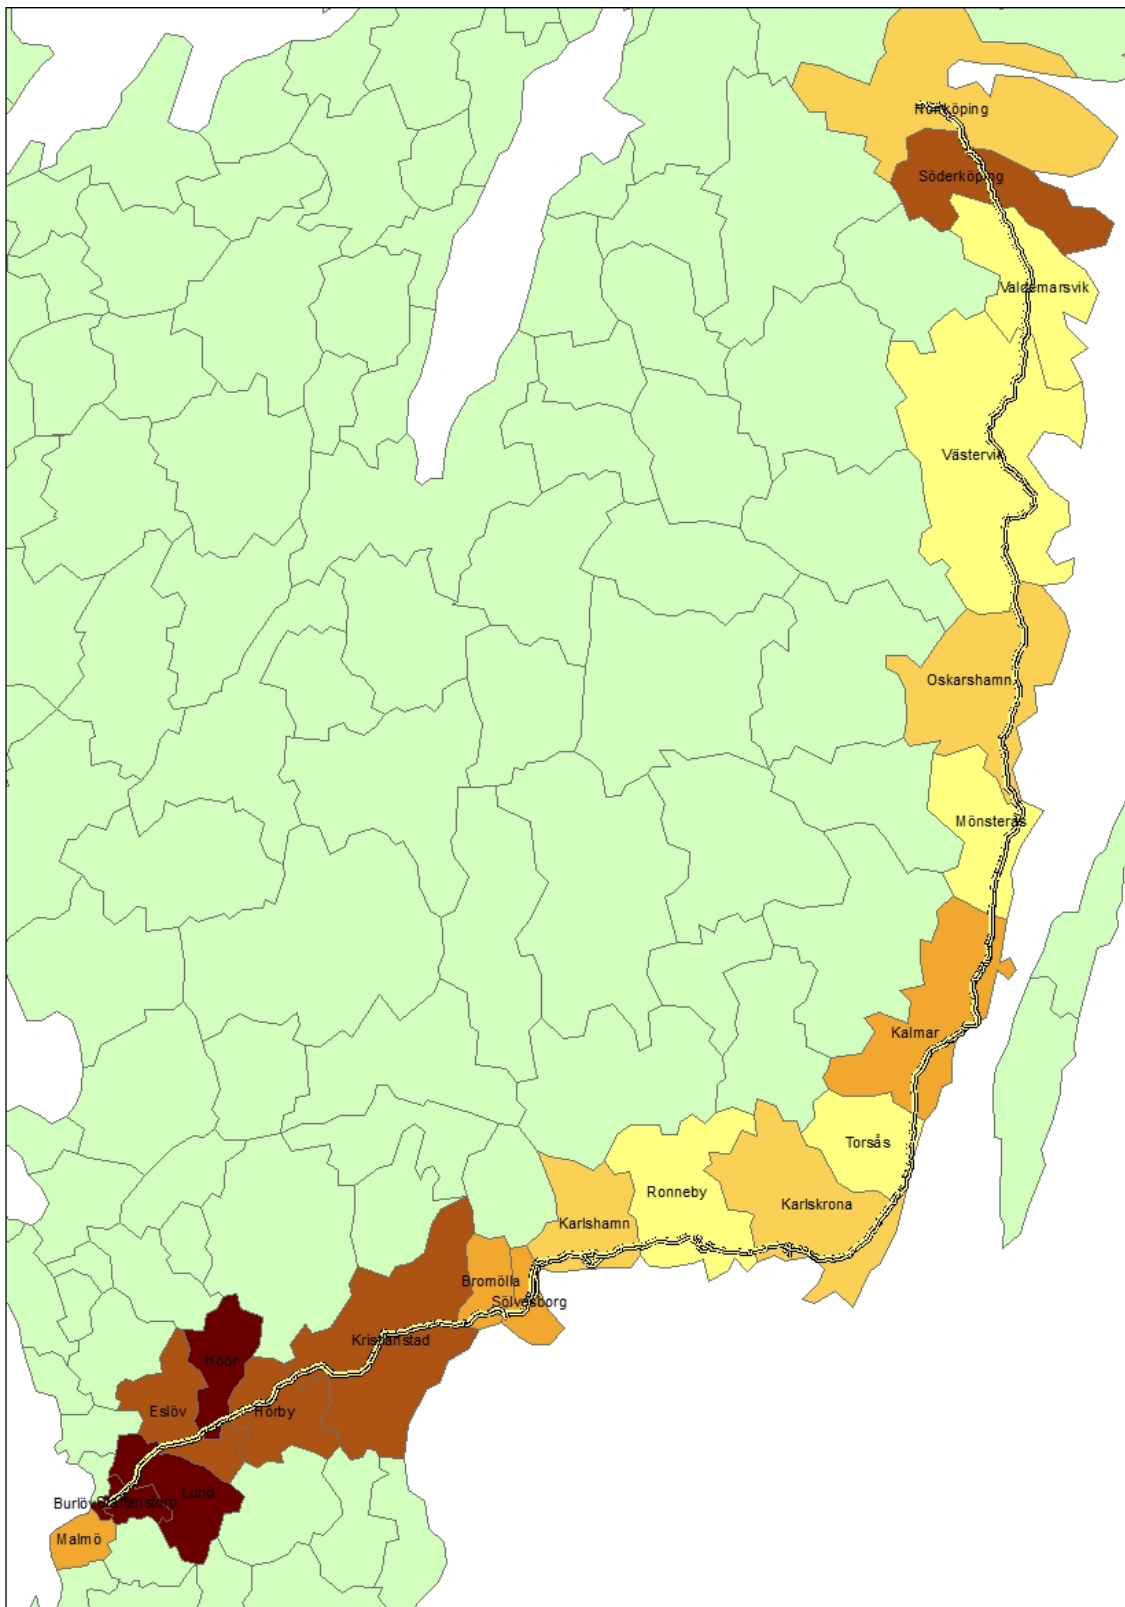 Norrköping
Söderköping
Valdemarsvik
Västervik
Oskarshamn
Mönsterås
Kalmar
Torsås
Ronneby
Karlskrona
Karlshamn
Bromölla
Sölvesborg
Kristianstad
Höör
Eslöv
Hörby
Lund
Burlöv
Staffanstorp
Malmö